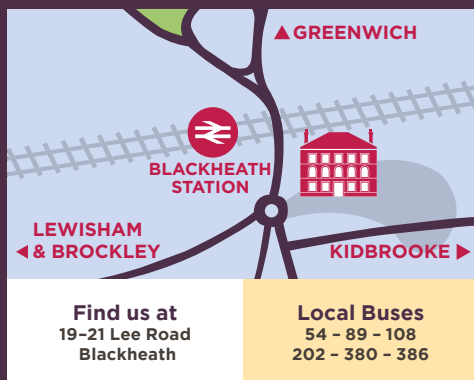 ▲ GREENWICH
BLACKHEATH
STATION
LEWISHAM
◀ & BROCKLEY
KIDBROOKE ▶
Find us at
19–21 Lee Road
Blackheath
Local Buses
54 – 89 – 108
202 – 380 – 386